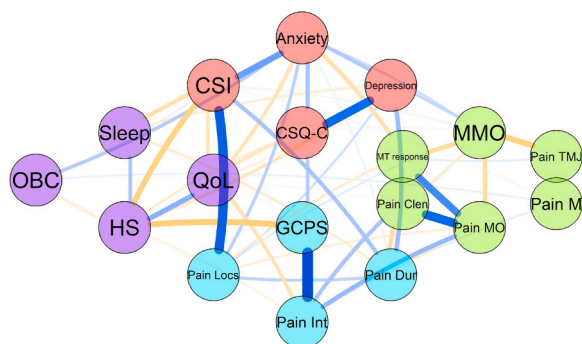 Anxiety
CSI
Depression
Sleep
CSQ-C
MMO
MT response
Pain TMJ
OBC
QoL
Pain Clen
Pain M
HS
GCPS
Pain MO
Pain Locs
Pain Dur
Pain Int